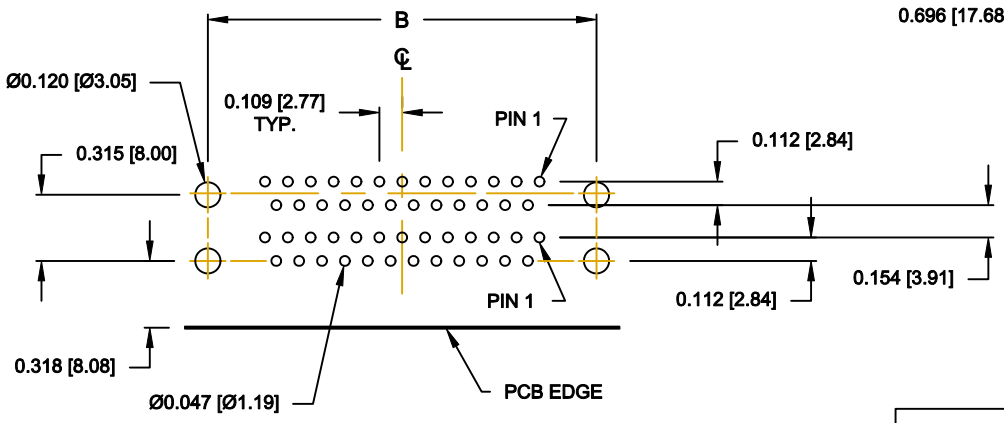 B
0.696 [17.68
℄
Ø0.120 [Ø3.05]
0.109 [2.77]
TYP.
PIN 1
0.112 [2.84]
0.315 [8.00]
0.154 [3.91]
PIN 1
0.112 [2.84]
0.318 [8.08]
Ø0.047 [Ø1.19]
PCB EDGE